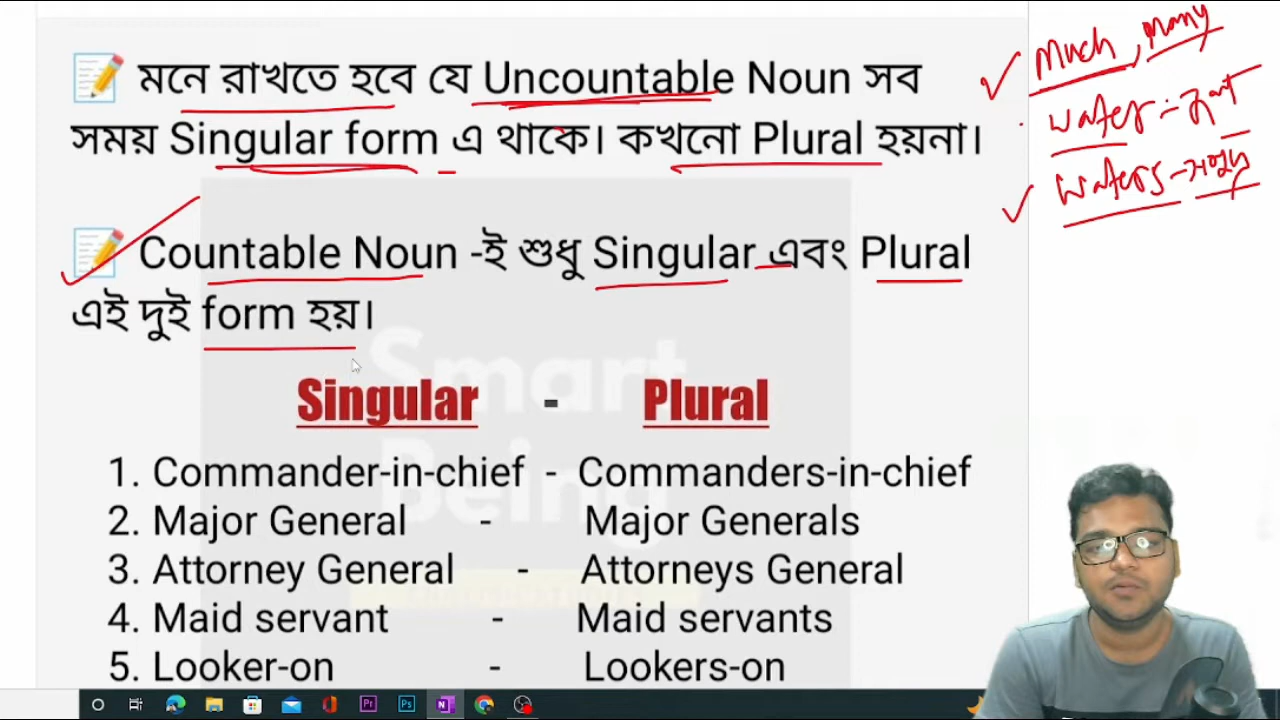 মনে রাখতে হবে যে Uncountable Noun সব
সময় Singular form এ থাকে। কখনো Plural হয়না।
Countable Noun -ই শুধু Singular এবং Plural
এই দুই form হয়।
Singular - Plural
1. Commander-in-chief - Commanders-in-chief
2. Major General - Major Generals
3. Attorney General - Attorneys General
4. Maid servant - Maid servants
5. Looker-on - Lookers-on
Much, Many
Water :-
Waters -
Smart
Being